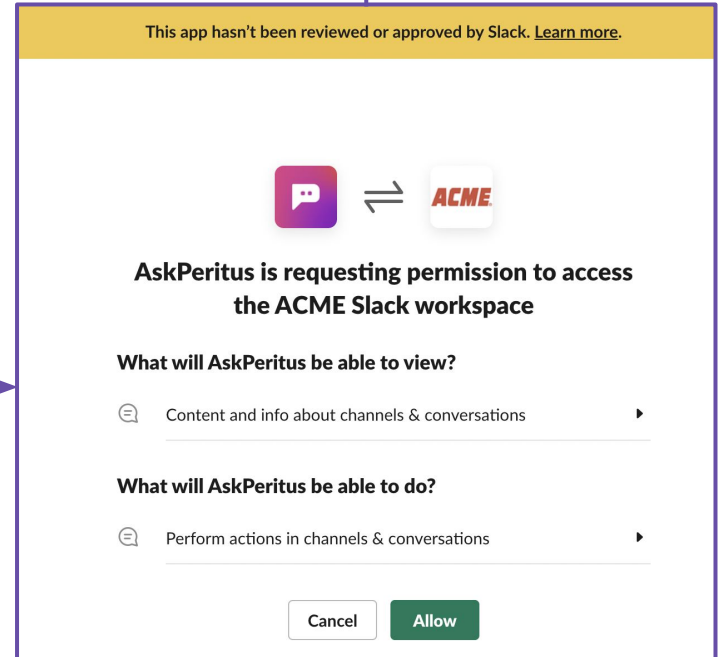 This app hasn't been reviewed or approved by Slack. Learn more.
ACME
AskPeritus is requesting permission to access
the ACME Slack workspace
What will AskPeritus be able to view?
Content and info about channels & conversations
What will AskPeritus be able to do?
Perform actions in channels & conversations
Cancel
Allow